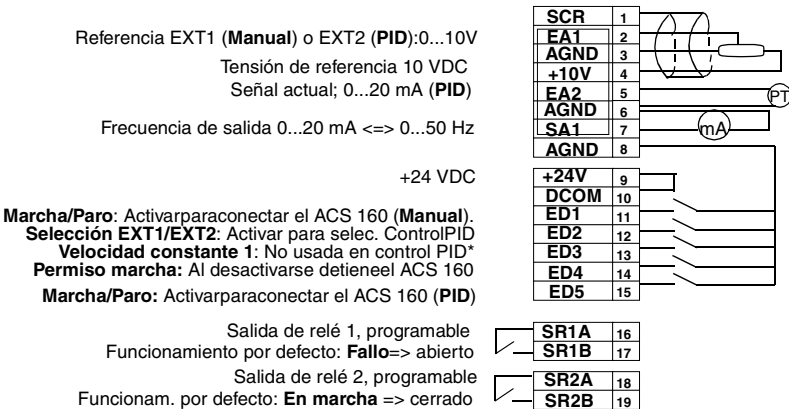 SCR 1
Referencia EXT1 (Manual) o EXT2 (PID):0...10V EA1 2
AGND 3
Tensión de referencia 10 VDC +10V 4
Señal actual; 0...20 mA (PID) EA2 5
PT
AGND 6
Frecuencia de salida 0...20 mA <=> 0...50 Hz SA1 7
mA
AGND 8
+24 VDC +24V 9
DCOM 10
Marcha/Paro: Activarparaconectar el ACS 160 (Manual). ED1 11
Selección EXT1/EXT2: Activar para selec. ControlPID ED2 12
Velocidad constante 1: No usada en control PID* ED3 13
Permiso marcha: Al desactivarse detieneel ACS 160 ED4 14
Marcha/Paro: Activarparaconectar el ACS 160 (PID) ED5 15
Salida de relé 1, programable SR1A 16
Funcionamiento por defecto: Fallo=> abierto SR1B 17
Salida de relé 2, programable SR2A 18
Funcionam. por defecto: En marcha => cerrado SR2B 19